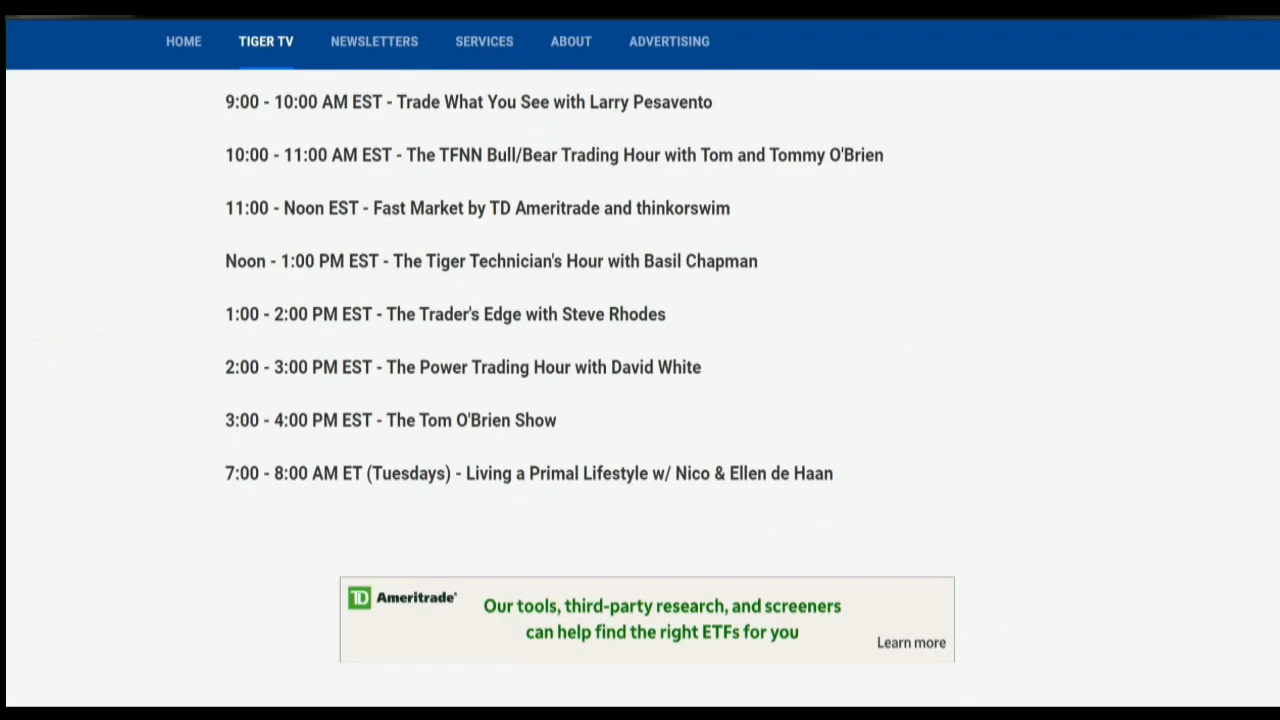 HOME TIGER TV NEWSLETTERS SERVICES ABOUT ADVERTISING
9:00 - 10:00 AM EST - Trade What You See with Larry Pesavento
10:00 - 11:00 AM EST - The TFNN Bull/Bear Trading Hour with Tom and Tommy O'Brien
11:00 - Noon EST - Fast Market by TD Ameritrade and thinkorswim
Noon - 1:00 PM EST - The Tiger Technician's Hour with Basil Chapman
1:00 - 2:00 PM EST - The Trader's Edge with Steve Rhodes
2:00 - 3:00 PM EST - The Power Trading Hour with David White
3:00 - 4:00 PM EST - The Tom O'Brien Show
7:00 - 8:00 AM ET (Tuesdays) - Living a Primal Lifestyle w/ Nico & Ellen de Haan
TD Ameritrade
Our tools, third-party research, and screeners
can help find the right ETFs for you
Learn more